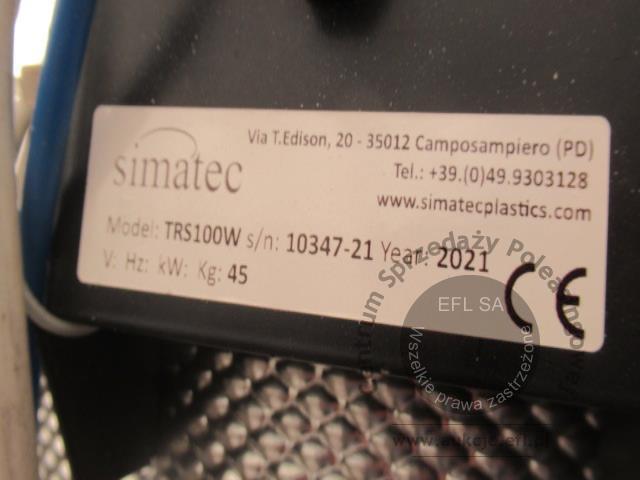 simatec
Via T.Edison, 20 - 35012 Camposampiero (PD)
Tel.: +39.(0)49.9303128
www.simatecplastics.com
Model: TRS100W s/n: 10347-21 Year: 2021
V: Hz: kW: Kg: 45
CE
Centrum Sprzedaży
EFL SA
Wszelkie prawa zastrzeżone
www.aukcje.efl.pl